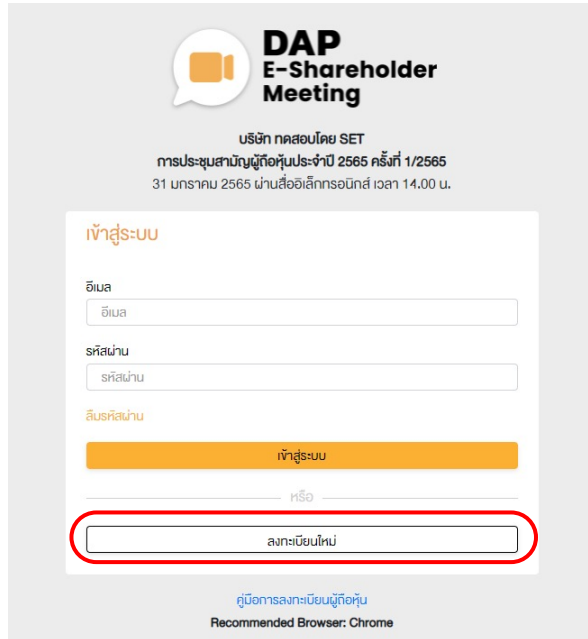 DAP
E-Shareholder
Meeting
บริษัท ทดสอบโดย SET
การประชุมสามัญผู้ถือหุ้นประจำปี 2565 ครั้งที่ 1/2565
31 มกราคม 2565 ผ่านสื่ออิเล็กทรอนิกส์ เวลา 14.00 น.
เข้าสู่ระบบ
อีเมล
อีเมล
รหัสผ่าน
รหัสผ่าน
ลืมรหัสผ่าน
เข้าสู่ระบบ
หรือ
ลงทะเบียนใหม่
คู่มือการลงทะเบียนผู้ถือหุ้น
Recommended Browser: Chrome